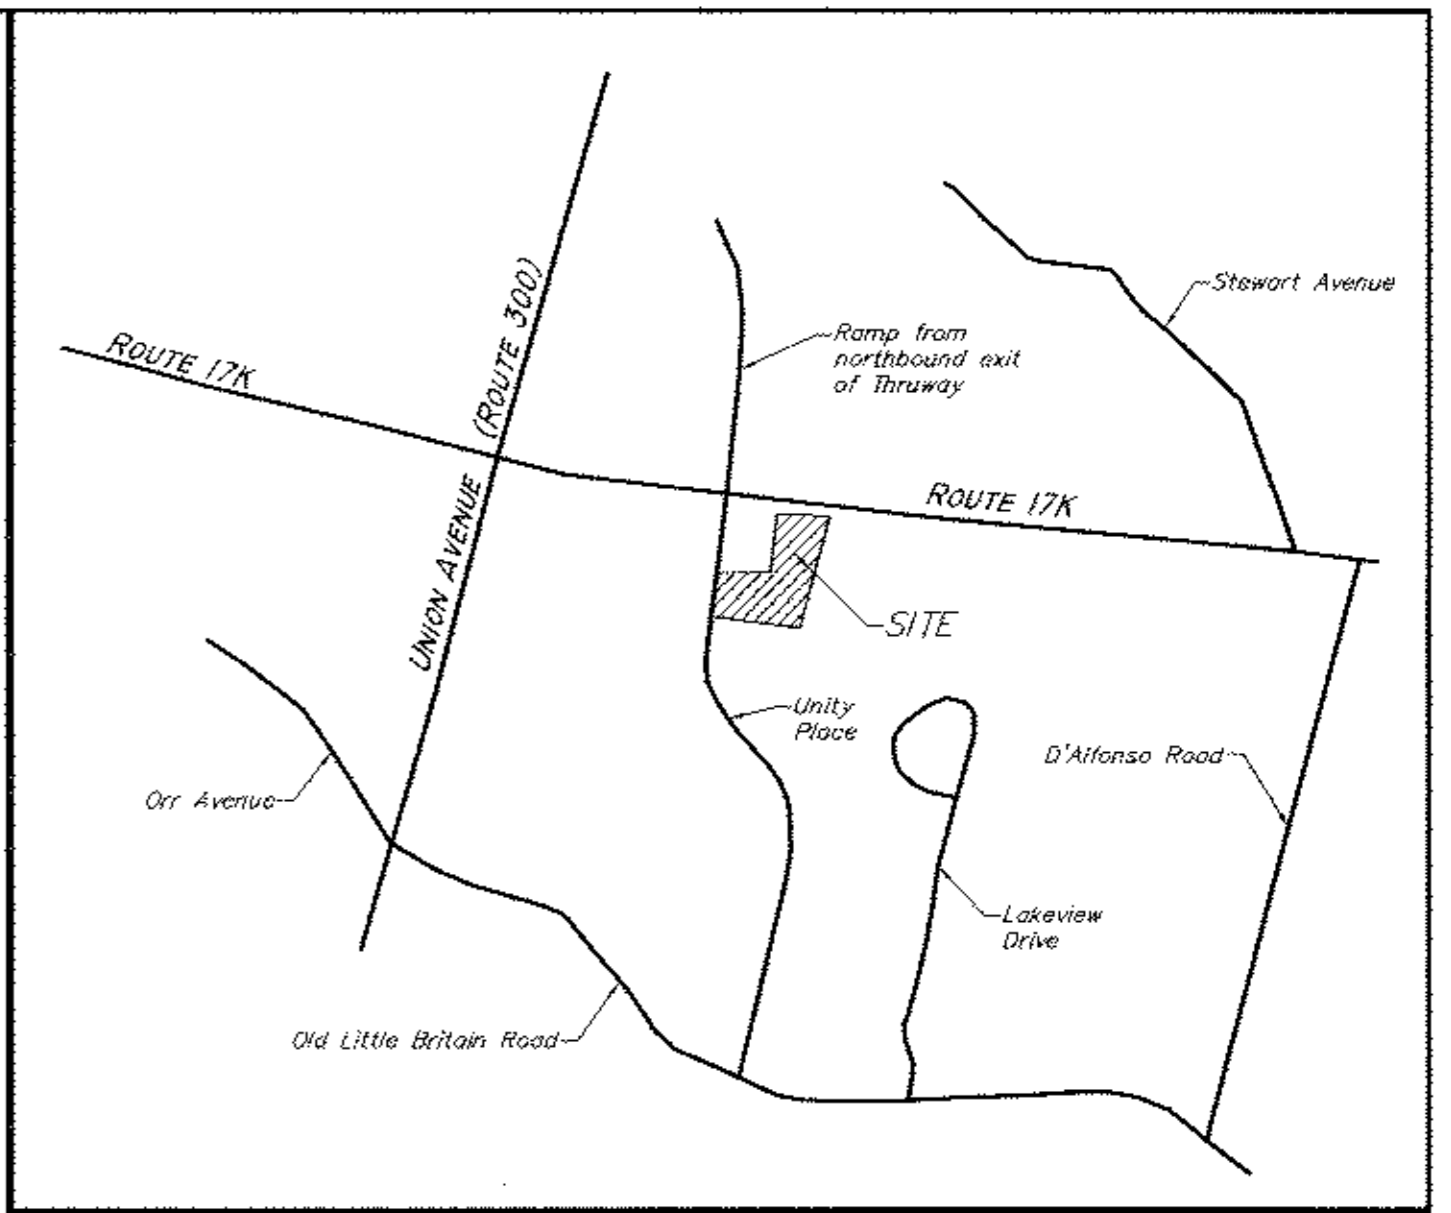 Stewart Avenue
(ROUTE 300)
Ramp from
northbound exit
of Thruway
ROUTE 17K
ROUTE 17K
UNION AVENUE
SITE
Unity
Place
D'Alfonso Road
Orr Avenue
Lakeview
Drive
Old Little Britain Road